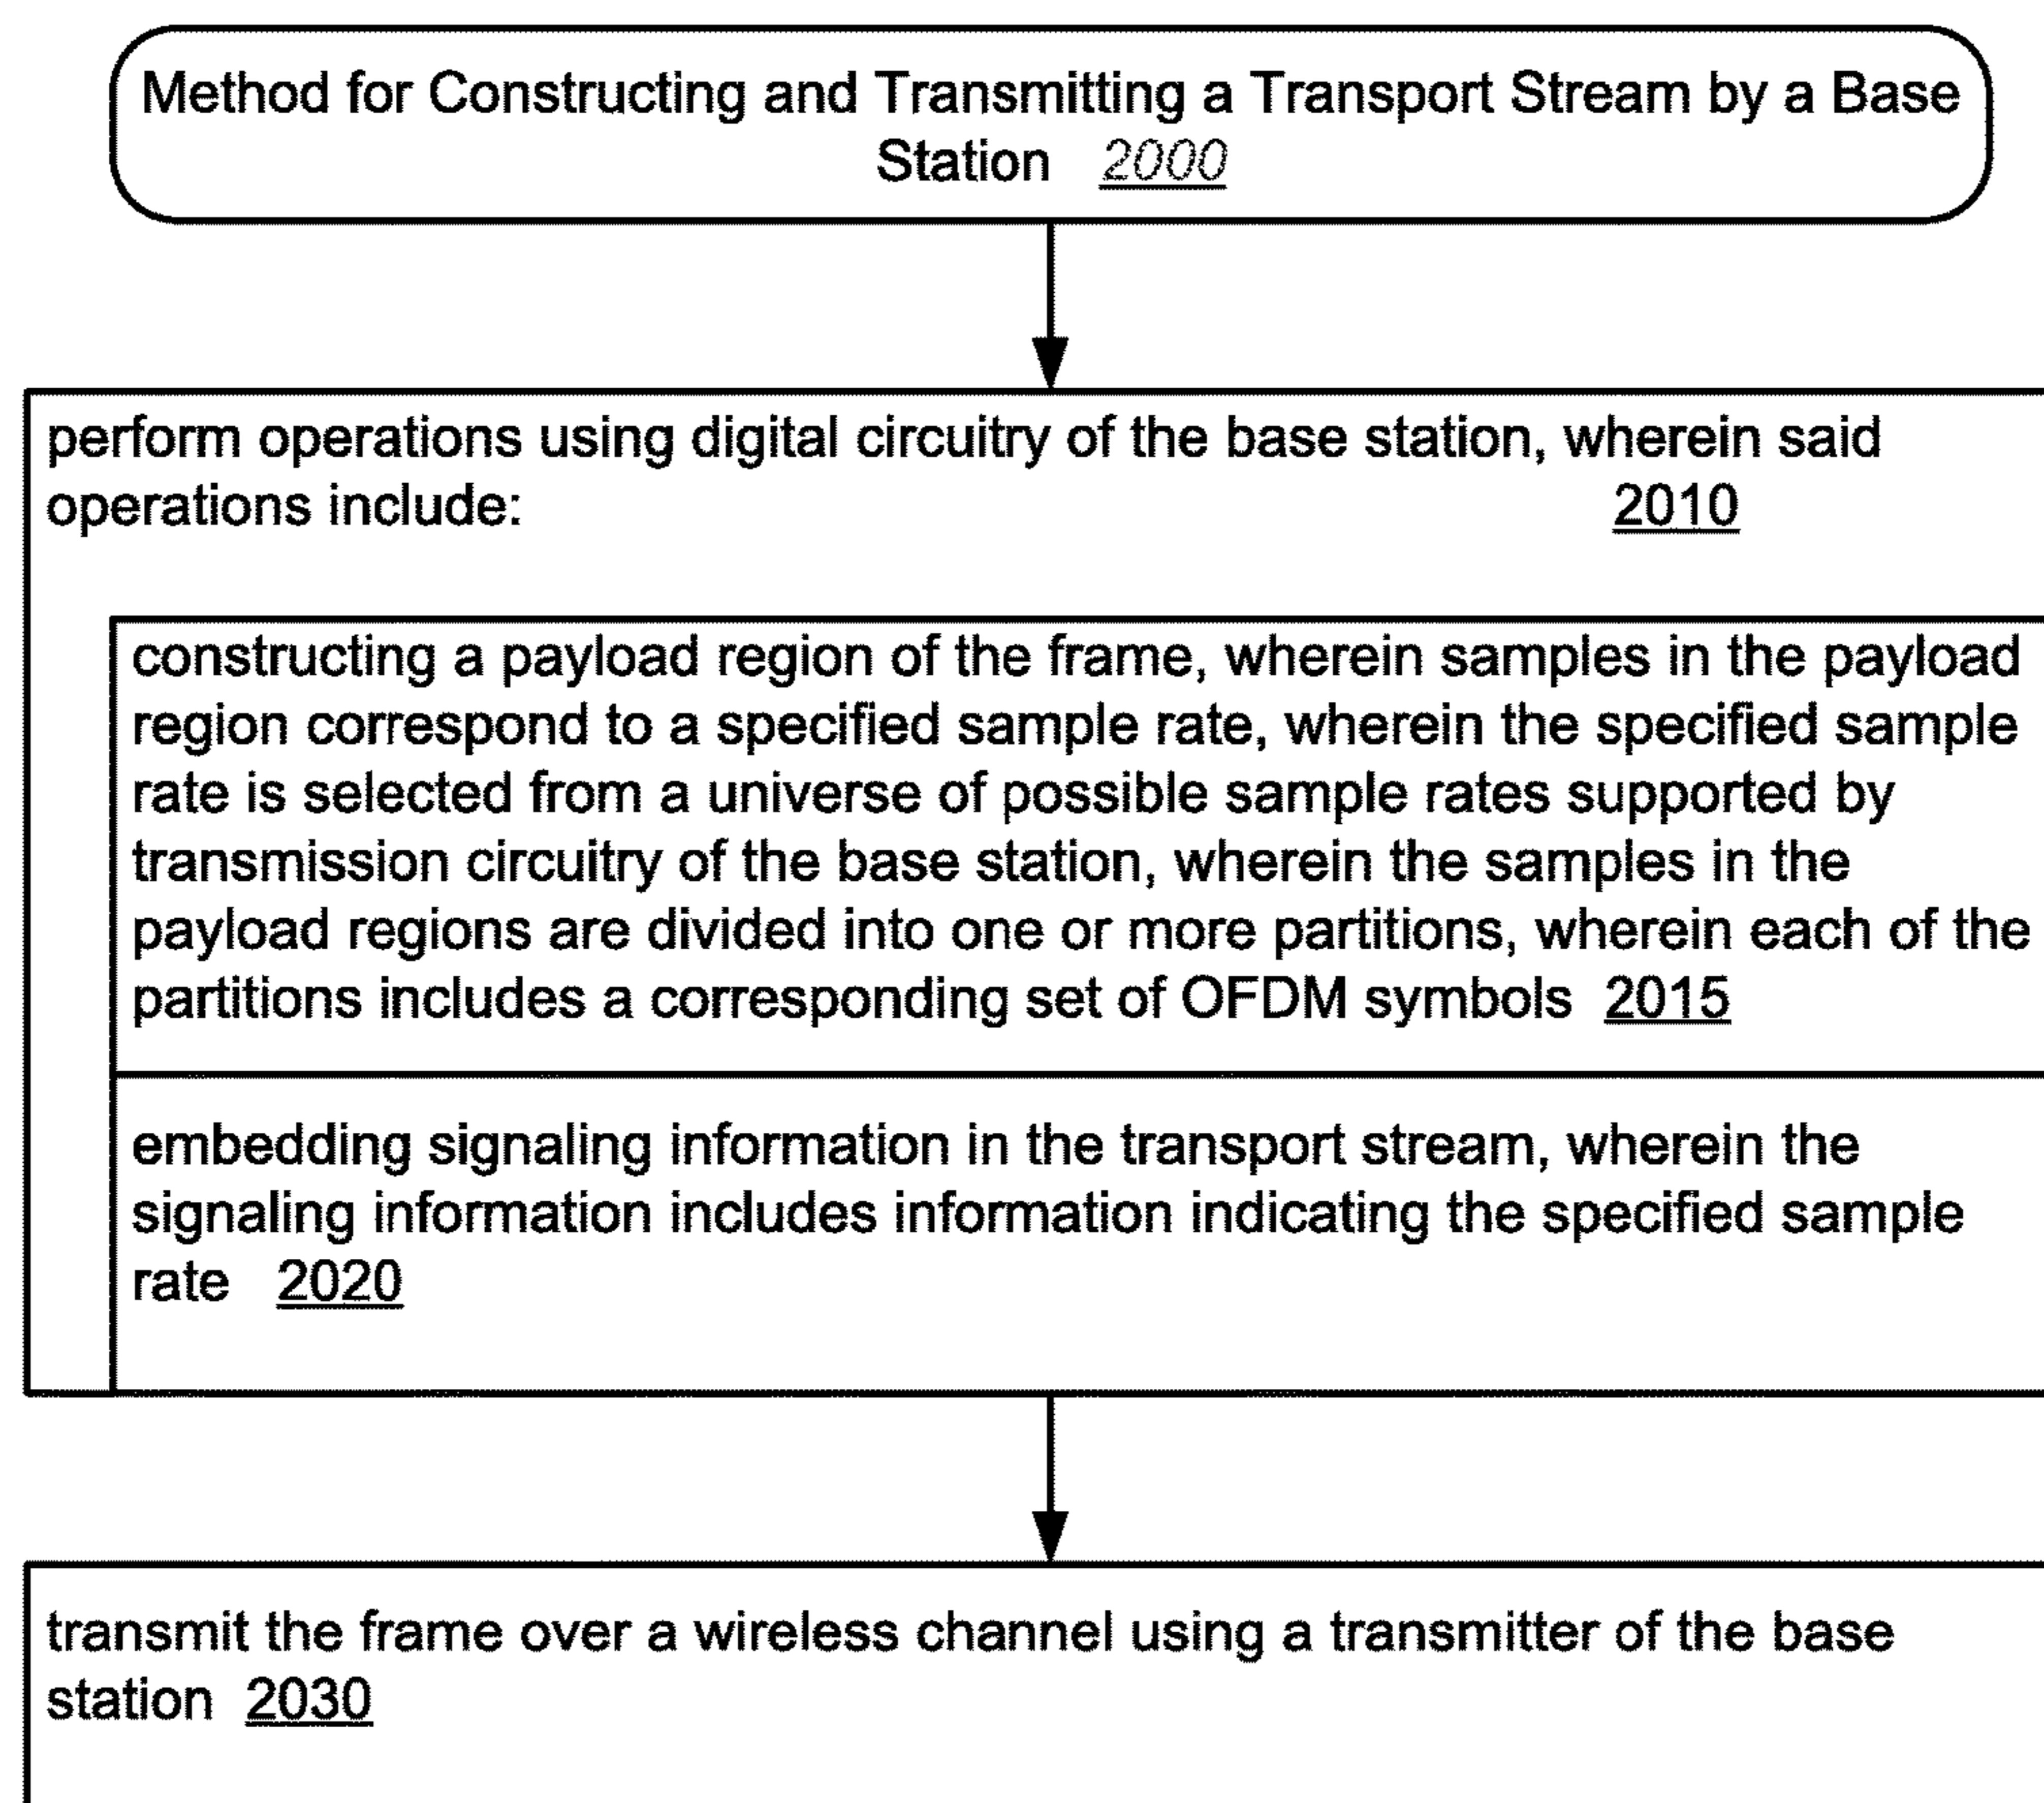 Method for Constructing and Transmitting a Transport Stream by a Base
Station 2000
perform operations using digital circuitry of the base station, wherein said
operations include: 2010
constructing a payload region of the frame, wherein samples in the payload
region correspond to a specified sample rate, wherein the specified sample
rate is selected from a universe of possible sample rates supported by
transmission circuitry of the base station, wherein the samples in the
payload regions are divided into one or more partitions, wherein each of the
partitions includes a corresponding set of OFDM symbols 2015
embedding signaling information in the transport stream, wherein the
signaling information includes information indicating the specified sample
rate 2020
transmit the frame over a wireless channel using a transmitter of the base
station 2030